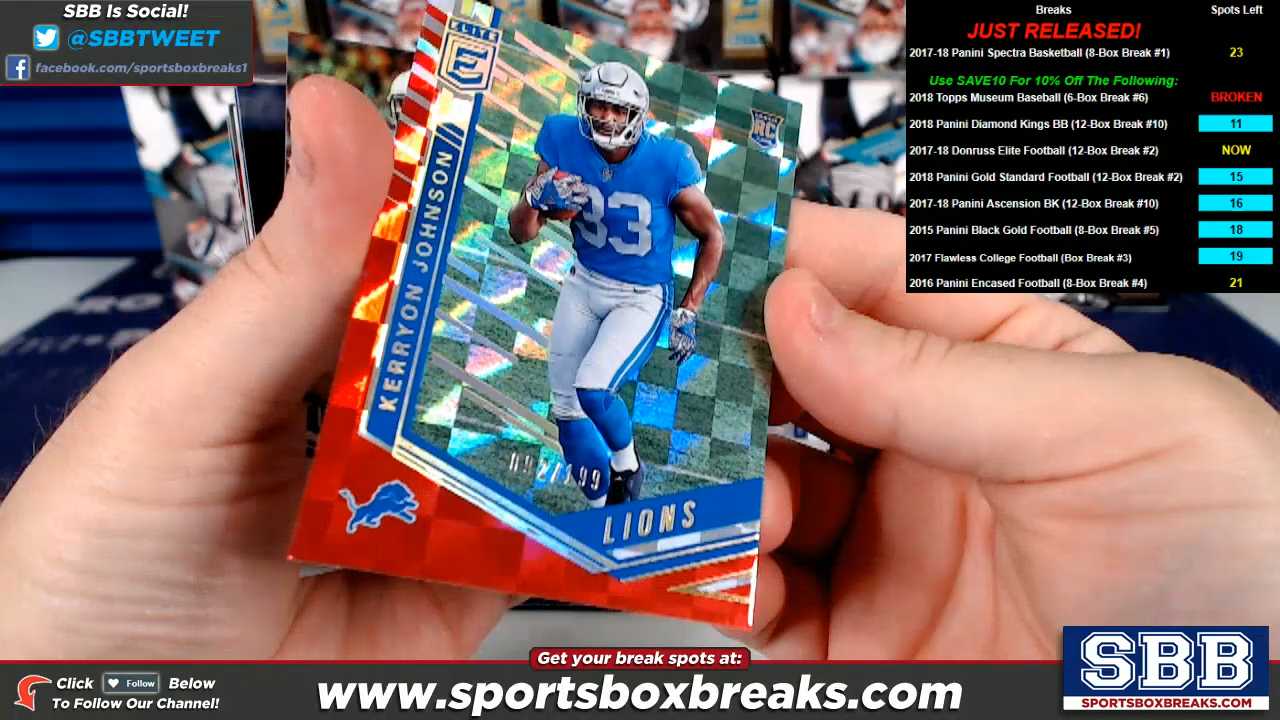 SBB Is Social!
@SBBTWEET
facebook.com/sportsboxbreaks1
Breaks Spots Left
JUST RELEASED!
2017-18 Panini Spectra Basketball (8-Box Break #1) 23
Use SAVE10 For 10% Off The Following:
2018 Topps Museum Baseball (6-Box Break #6) BROKEN
2018 Panini Diamond Kings BB (12-Box Break #10) 11
2017-18 Donruss Elite Football (12-Box Break #2) NOW
2018 Panini Gold Standard Football (12-Box Break #2) 15
2017-18 Panini Ascension BK (12-Box Break #10) 16
2015 Panini Black Gold Football (8-Box Break #5) 18
2017 Flawless College Football (Box Break #3) 19
2016 Panini Encased Football (8-Box Break #4) 21
ELITE
E
RC
33
KERRYON JOHNSON
LIONS
Get your break spots at:
www.sportsboxbreaks.com
Click Follow Below
To Follow Our Channel!
SBB
SPORTSBOXBREAKS.COM